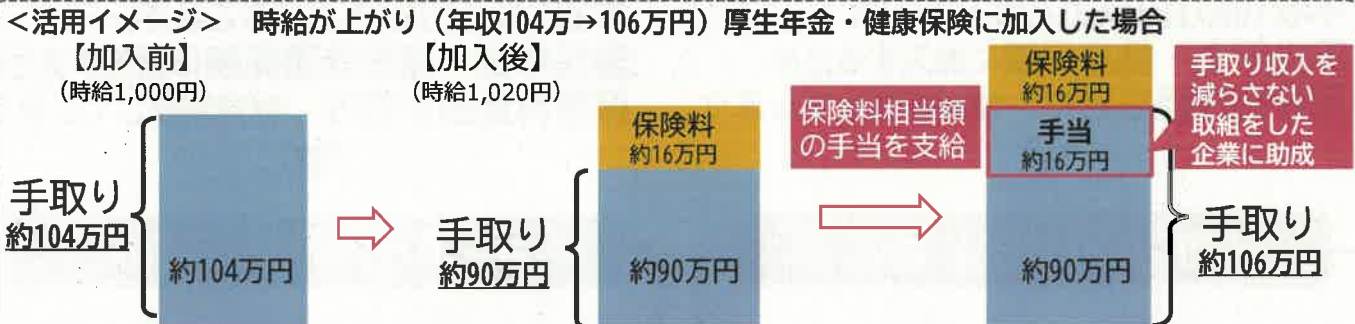 ＜活用イメージ＞　時給が上がり（年収104万→106万円）厚生年金・健康保険に加入した場合
【加入前】
（時給1,000円）
手取り
約104万円
約104万円
【加入後】
（時給1,020円）
手取り
約90万円
保険料
約16万円
約90万円
保険料相当額
の手当を支給
保険料
約16万円
手当
約16万円
約90万円
手取り収入を
減らさない
取組をした
企業に助成
手取り
約106万円